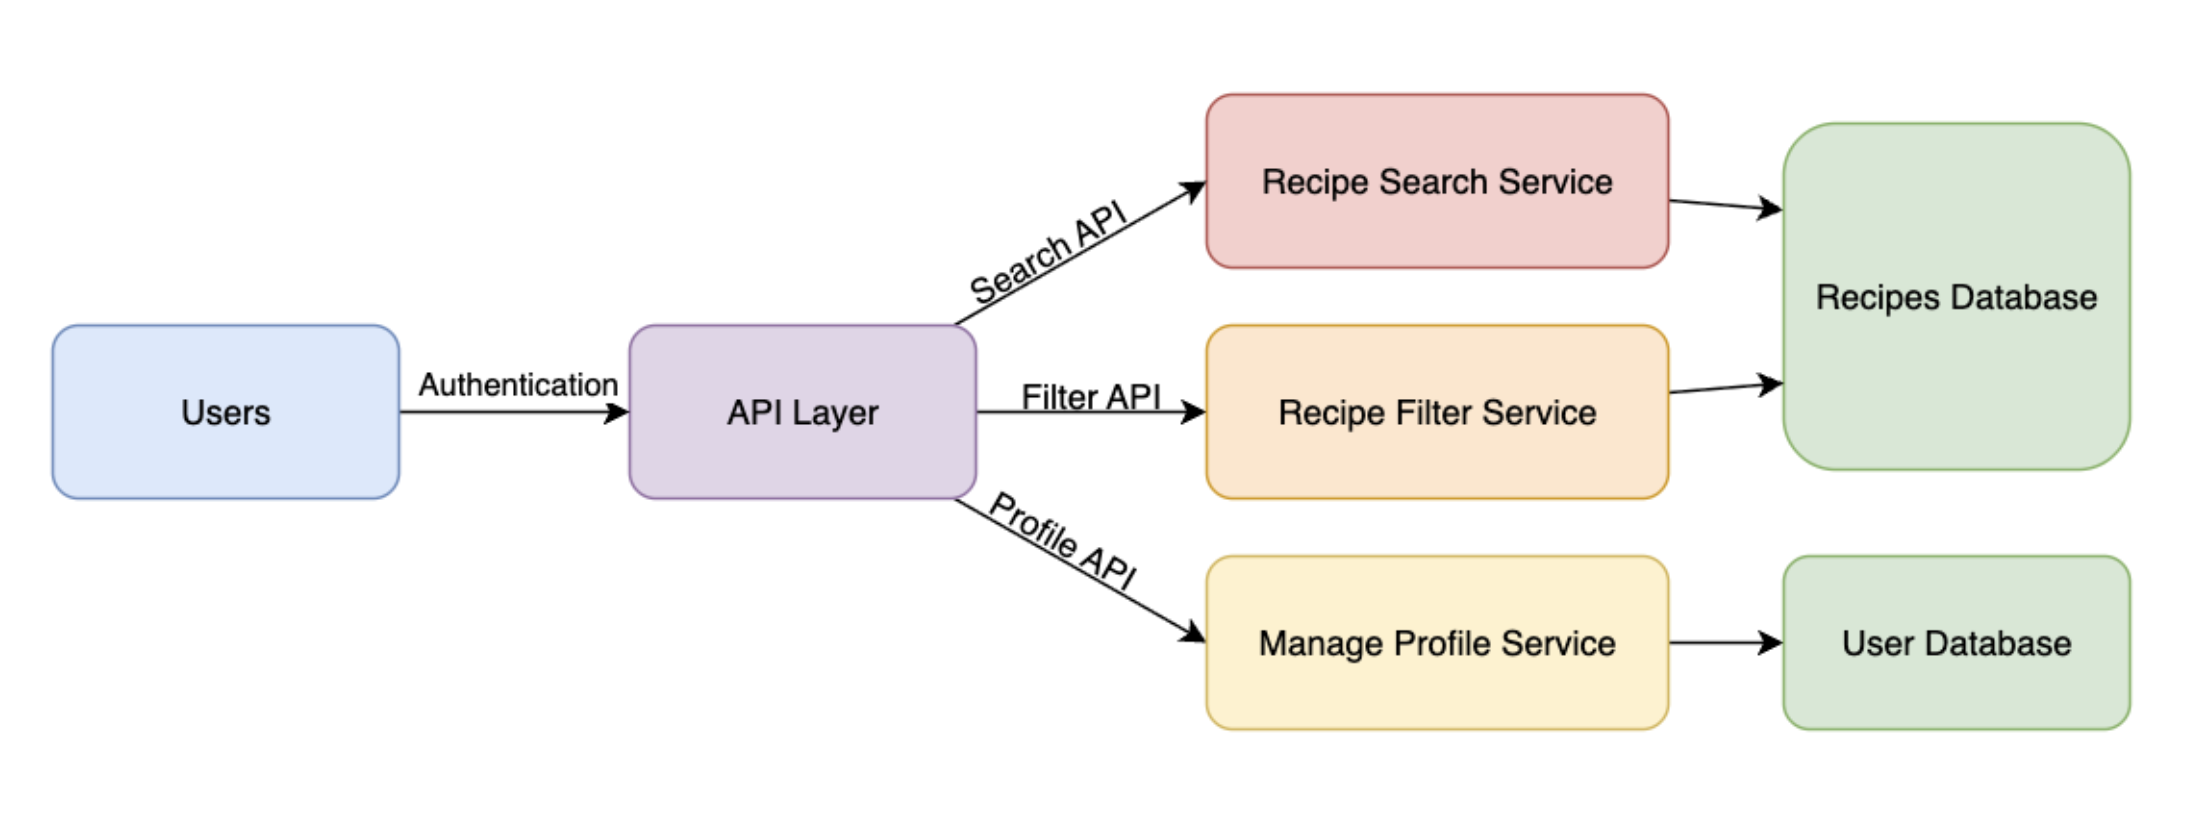 Users
Authentication
API Layer
Search API
Filter API
Profile API
Recipe Search Service
Recipe Filter Service
Manage Profile Service
Recipes Database
User Database